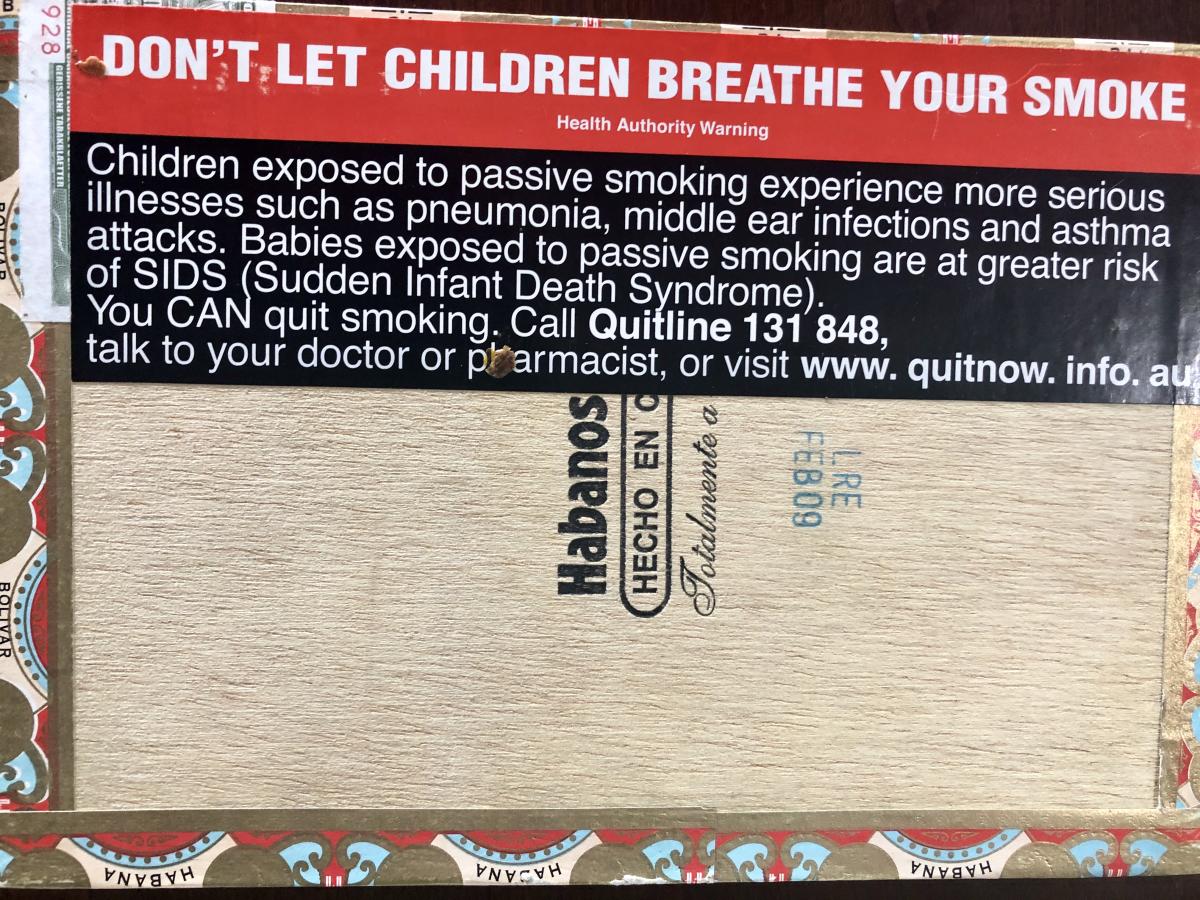 DON'T LET CHILDREN BREATHE YOUR SMOKE
Health Authority Warning
Children exposed to passive smoking experience more serious
illnesses such as pneumonia, middle ear infections and asthma
attacks. Babies exposed to passive smoking are at greater risk
of SIDS (Sudden Infant Death Syndrome).
You CAN quit smoking. Call Quitline 131 848,
talk to your doctor or pharmacist, or visit www. quitnow. info. au
928
GERISSENE TABAKBLAETTER
Habanos
HECHO EN C
Totalmente a
LRE
FEB09
BOLIVAR
BOLIVAR
HABANA
HABANA
HABANA